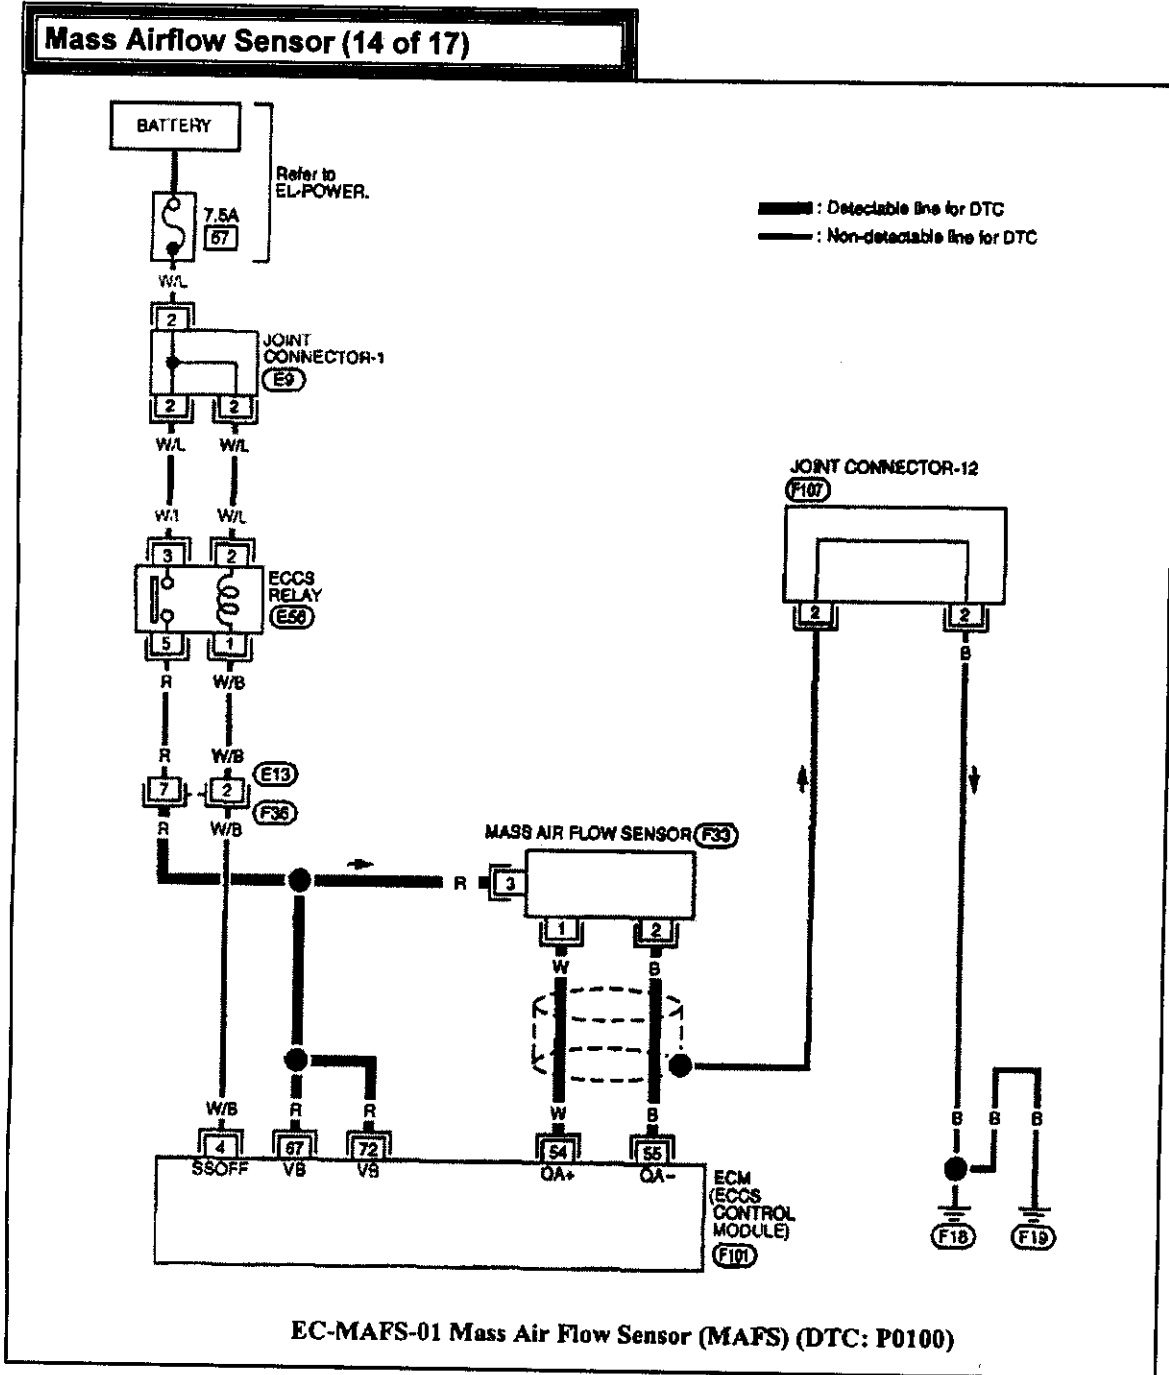 Mass Airflow Sensor (14 of 17)
BATTERY
Refer to
EL-POWER.
7.5A
67
: Detectable line for DTC
: Non-detectable line for DTC
W/L
2
JOINT
CONNECTOR-1
E9
2 2
W/L W/L
W/L W/L
3 2
ECCS
RELAY
E56
5 1
R W/B
R W/B
7 2
E13
F36
R W/B
JOINT CONNECTOR-12
F107
2 2
B
MASS AIR FLOW SENSOR F33
R 3
1 2
W B
W/B R R W B
4 67 72 54 55
SSOFF VB VB QA+ QA-
ECM
(ECCS
CONTROL
MODULE)
F101
B B B
F18 F19
EC-MAFS-01 Mass Air Flow Sensor (MAFS) (DTC: P0100)